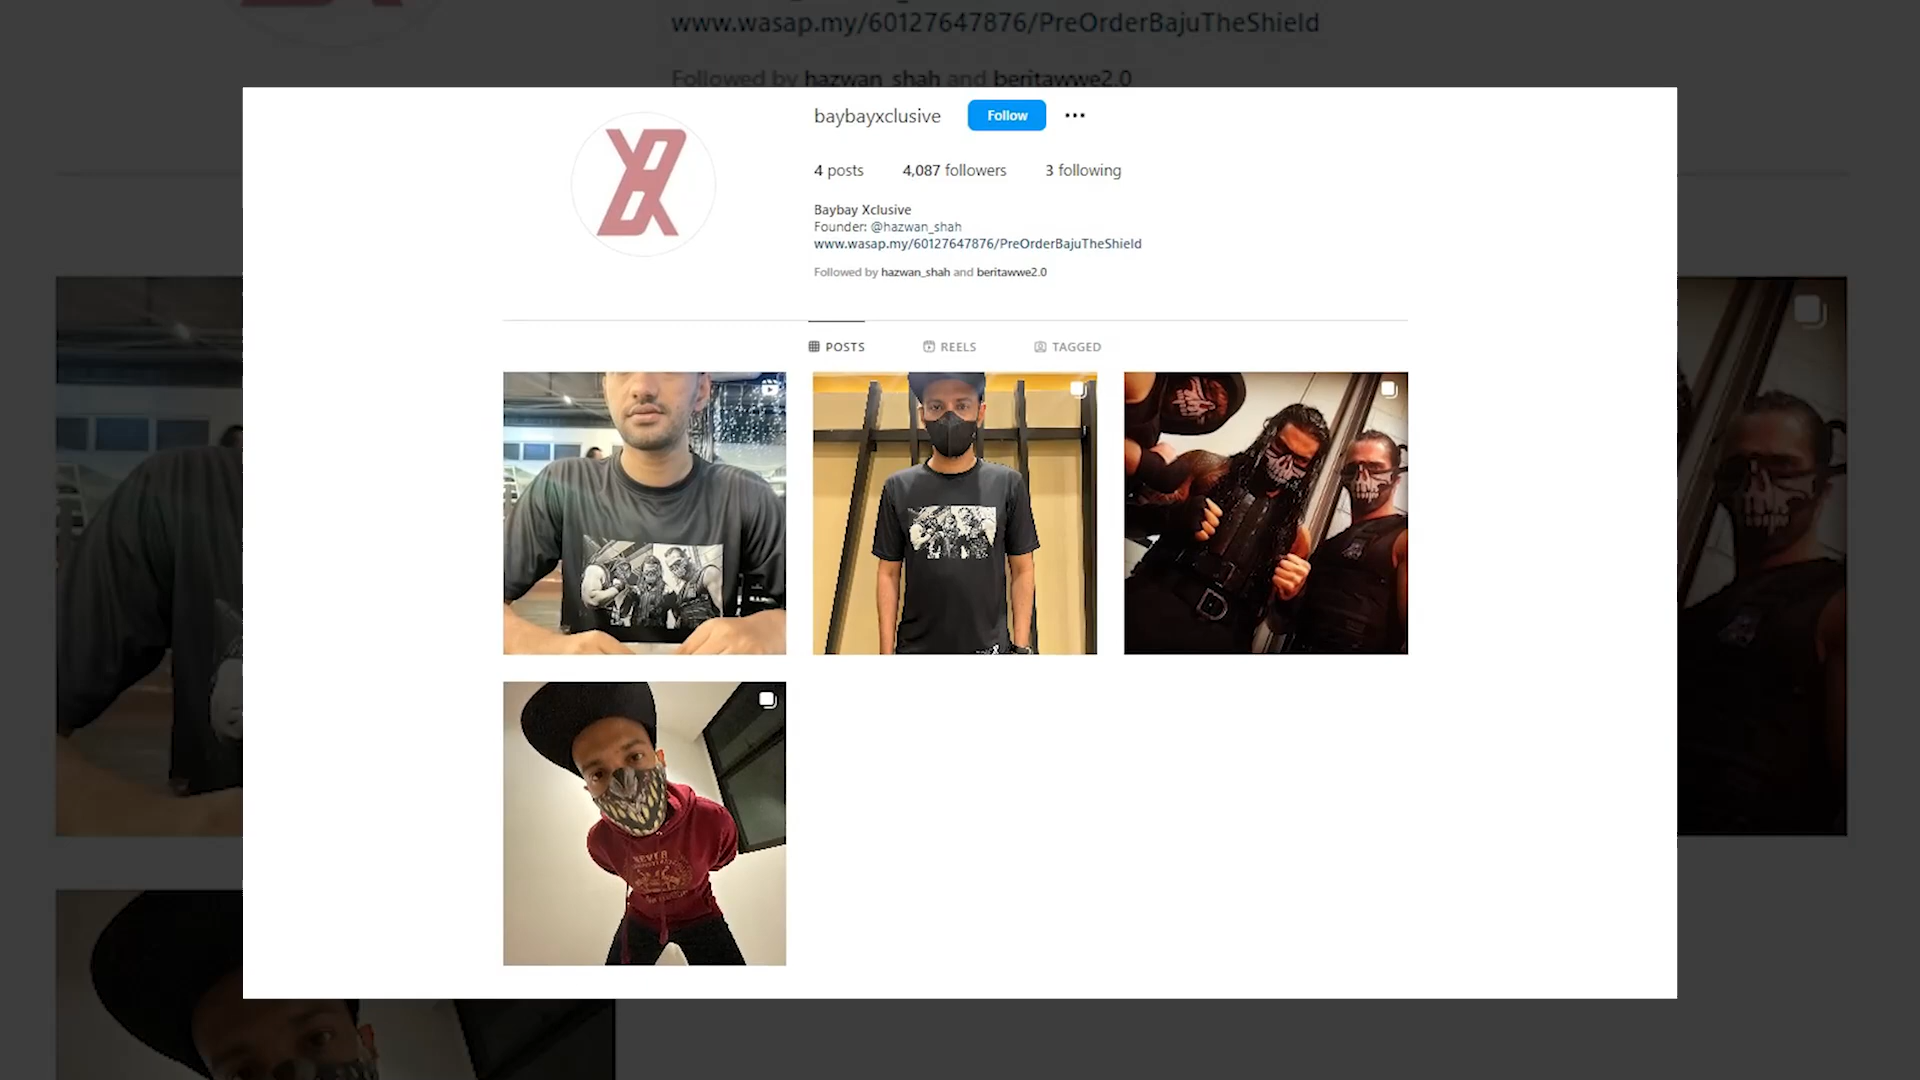 www.wasap.my/60127647876/PreOrderBajuTheShield
Followed by hazwan_shah and beritawwe2.0
baybayxclusive
Follow
4 posts 4,087 followers 3 following
Baybay Xclusive
Founder: @hazwan_shah
www.wasap.my/60127647876/PreOrderBajuTheShield
Followed by hazwan_shah and beritawwe2.0
POSTS REELS TAGGED
NEVER